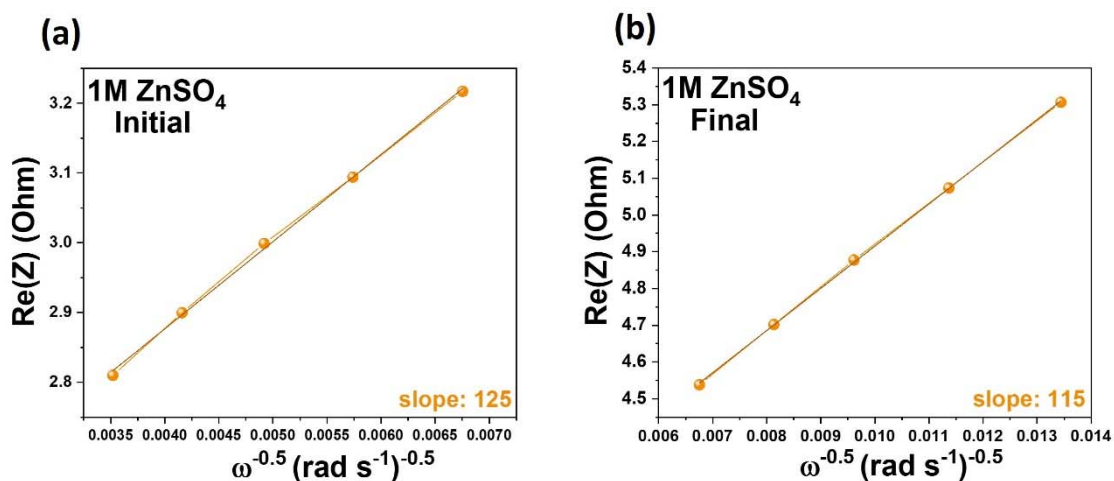 (a)
1M ZnSO₄
Initial
3.2
3.1
3.0
2.9
2.8
Re(Z) (Ohm)
slope: 125
0.0035 0.0040 0.0045 0.0050 0.0055 0.0060 0.0065 0.0070
ω⁻⁰·⁵ (rad s⁻¹)⁻⁰·⁵
(b)
1M ZnSO₄
Final
5.4
5.3
5.2
5.1
5.0
4.9
4.8
4.7
4.6
4.5
Re(Z) (Ohm)
slope: 115
0.006 0.007 0.008 0.009 0.010 0.011 0.012 0.013 0.014
ω⁻⁰·⁵ (rad s⁻¹)⁻⁰·⁵